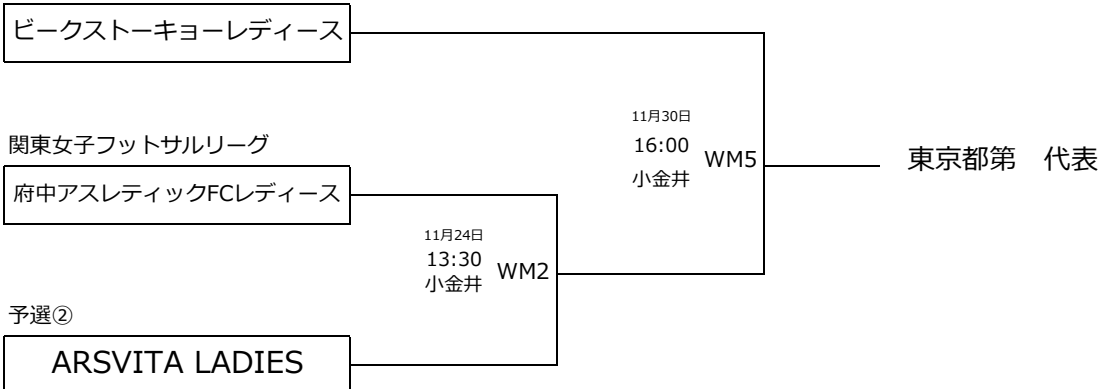 ビークストーキョーレディース
11月30日
16:00
小金井
WM5
東京都第　代表
関東女子フットサルリーグ
府中アスレティックFCレディース
11月24日
13:30
小金井
WM2
予選②
ARSVITA LADIES